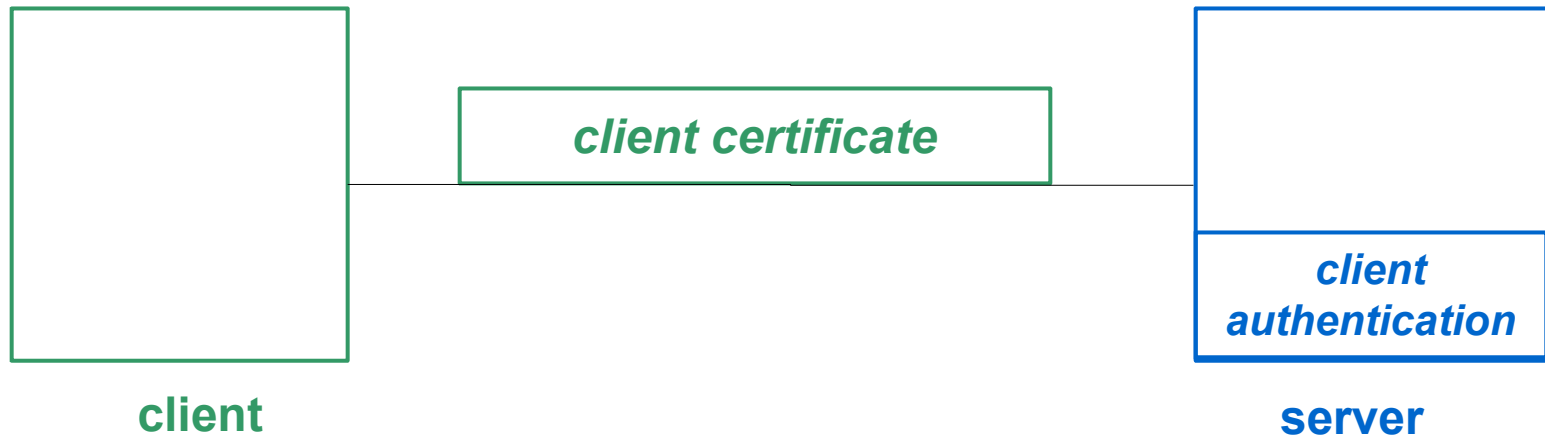 client certificate
client
authentication
client
server